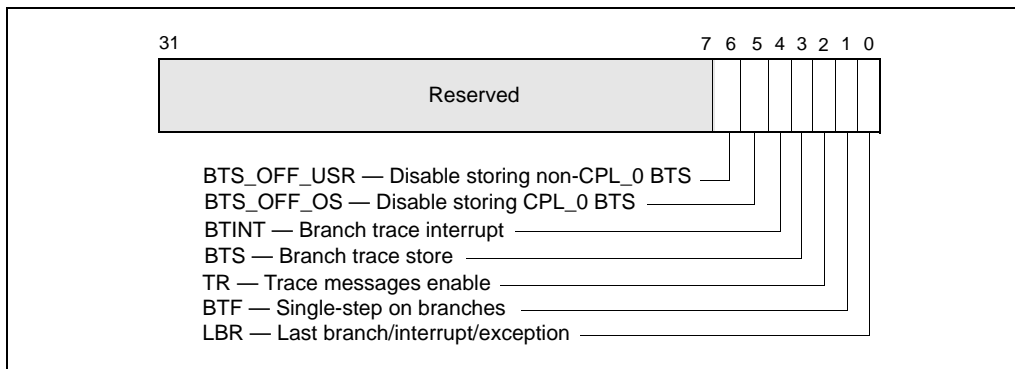 31 7 6 5 4 3 2 1 0
Reserved
BTS_OFF_USR — Disable storing non-CPL_0 BTS
BTS_OFF_OS — Disable storing CPL_0 BTS
BTINT — Branch trace interrupt
BTS — Branch trace store
TR — Trace messages enable
BTF — Single-step on branches
LBR — Last branch/interrupt/exception